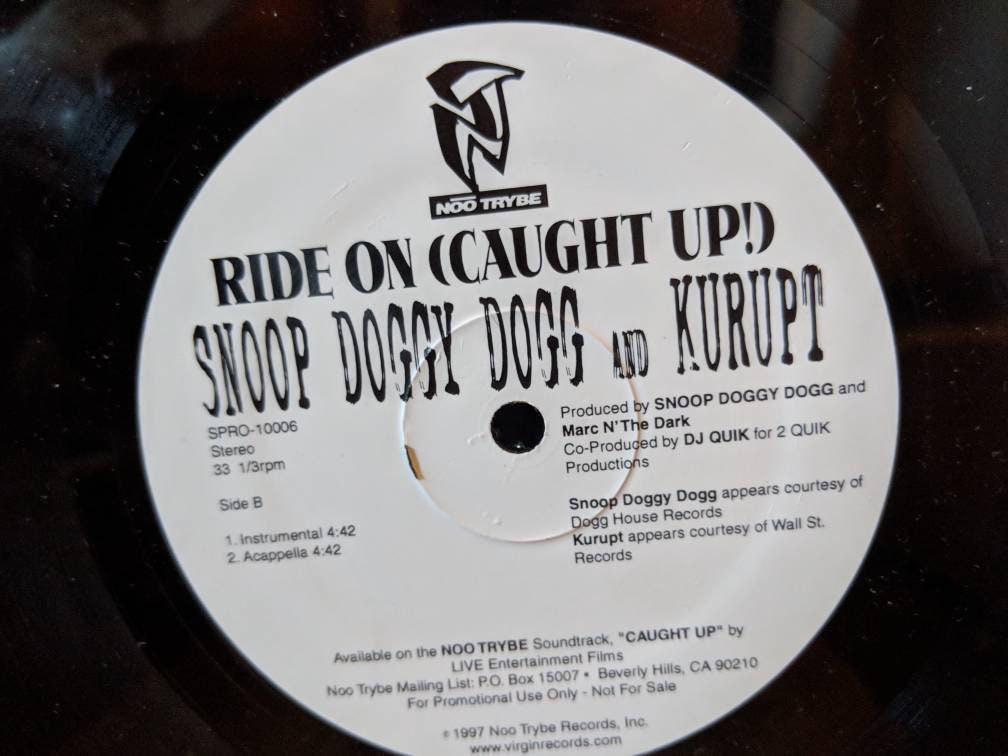 NOO TRYBE
RIDE ON (CAUGHT UP!)
SNOOP DOGGY DOGG AND KURUPT
SPRO-10006
Stereo
33 1/3rpm
Side B
1. Instrumental 4:42
2. Acappella 4:42
Produced by SNOOP DOGGY DOGG and
Marc N' The Dark
Co-Produced by DJ QUIK for 2 QUIK
Productions
Snoop Doggy Dogg appears courtesy of
Dogg House Records
Kurupt appears courtesy of Wall St.
Records
Available on the NOO TRYBE Soundtrack, "CAUGHT UP" by
LIVE Entertainment Films
Noo Trybe Mailing List: P.O. Box 15007 • Beverly Hills, CA 90210
For Promotional Use Only - Not For Sale
© 1997 Noo Trybe Records, Inc.
www.virginrecords.com